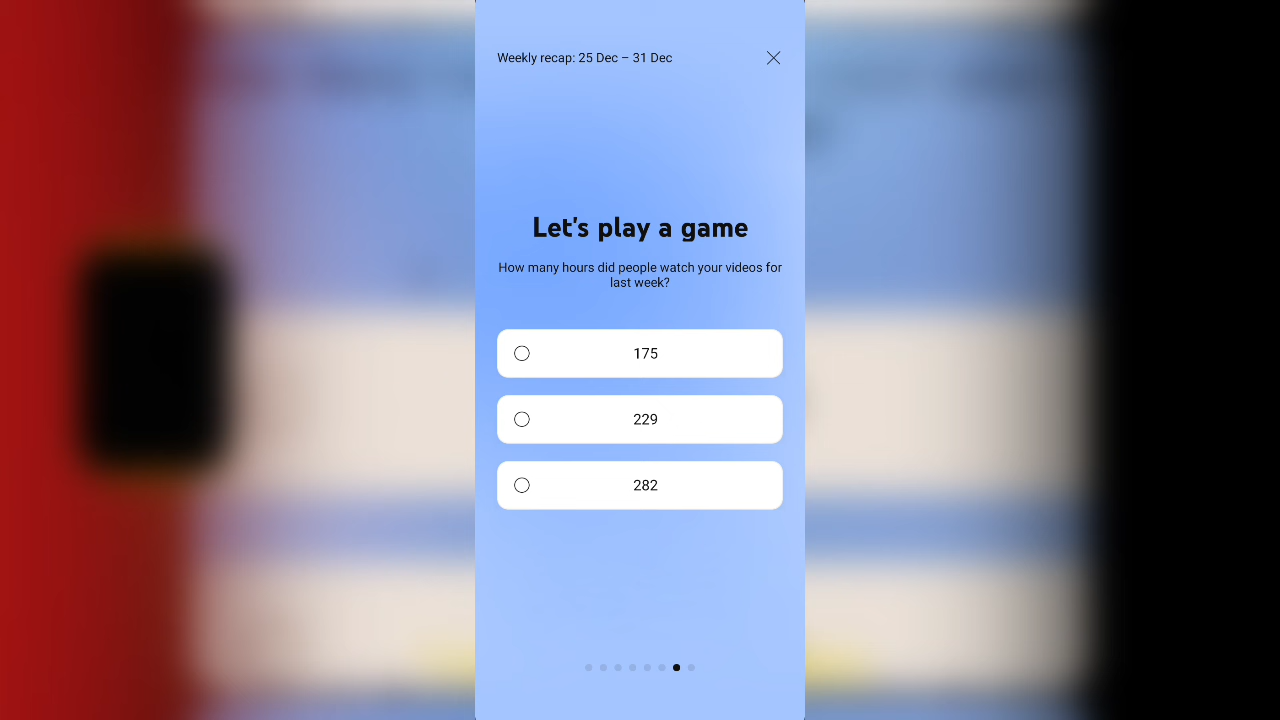 Weekly recap: 25 Dec – 31 Dec
Let's play a game
How many hours did people watch your videos for
last week?
175
229
282